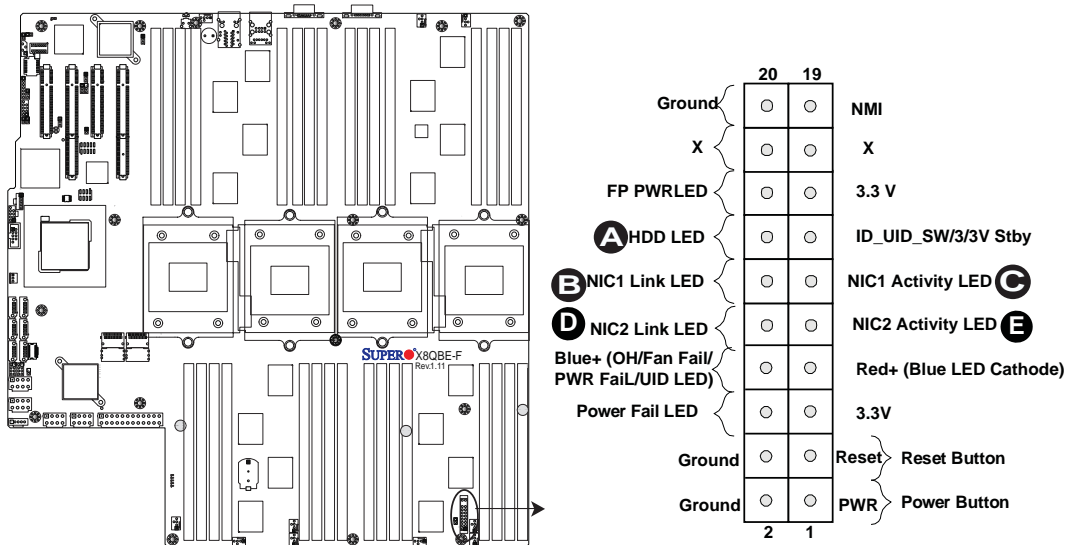 SUPER X8QBE-F
Rev.1.11
20 19
Ground NMI
X X
FP PWRLED 3.3 V
A HDD LED ID_UID_SW/3/3V Stby
B NIC1 Link LED NIC1 Activity LED C
D NIC2 Link LED NIC2 Activity LED E
Blue+ (OH/Fan Fail/
PWR FaiL/UID LED) Red+ (Blue LED Cathode)
Power Fail LED 3.3V
Ground Reset Reset Button
Ground PWR Power Button
2 1